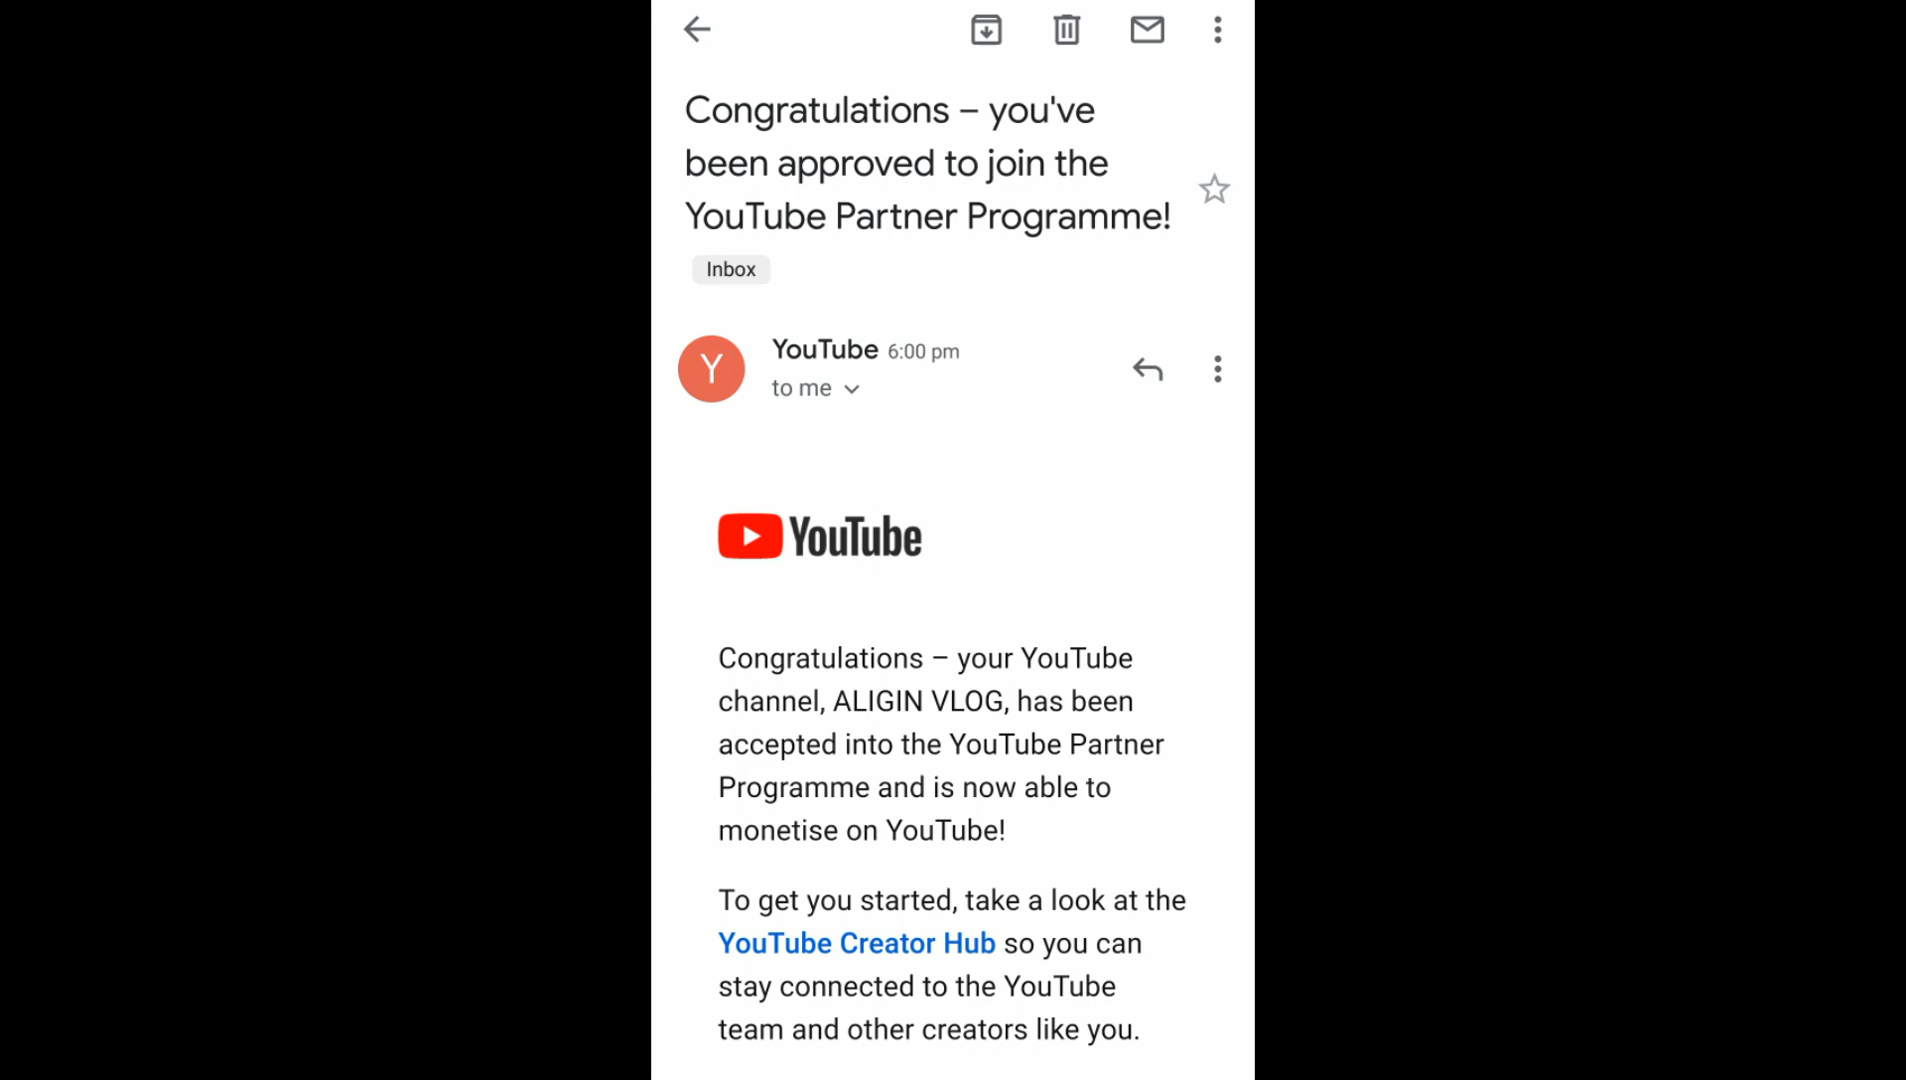 Congratulations – you've
been approved to join the
YouTube Partner Programme!
Inbox
Y
YouTube 6:00 pm
to me
YouTube
Congratulations – your YouTube
channel, ALIGIN VLOG, has been
accepted into the YouTube Partner
Programme and is now able to
monetise on YouTube!
To get you started, take a look at the
YouTube Creator Hub so you can
stay connected to the YouTube
team and other creators like you.